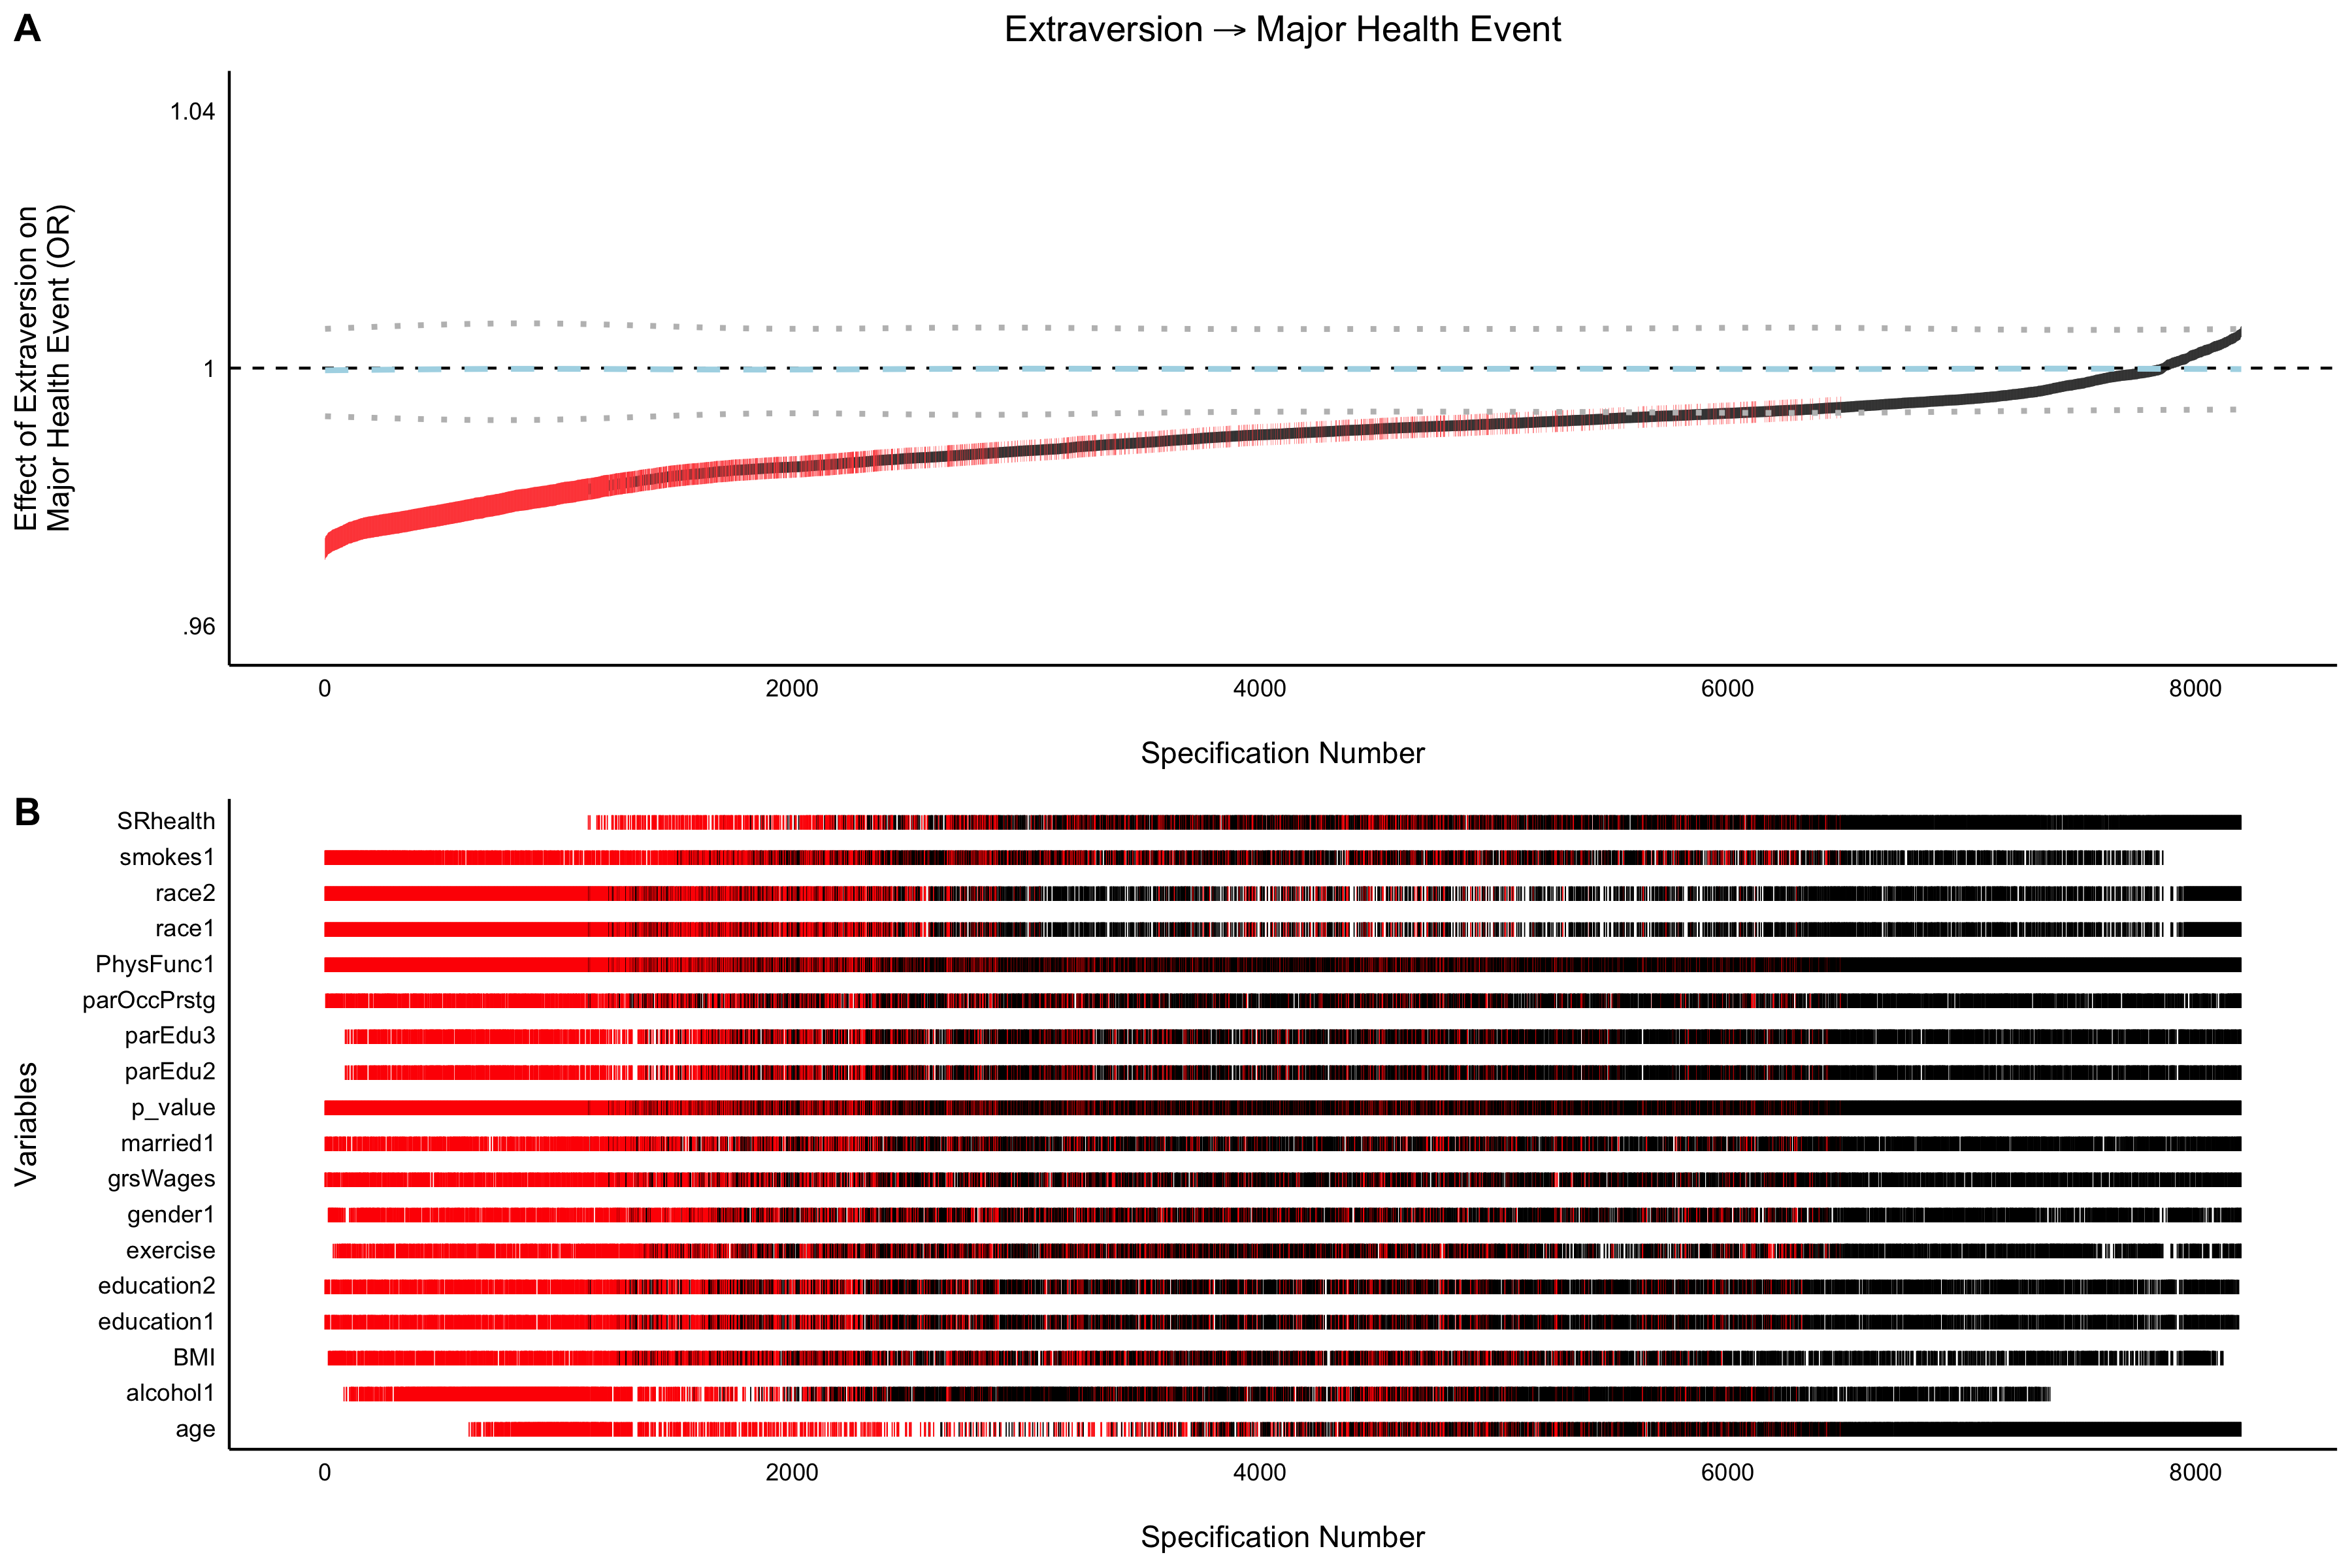 A
Extraversion → Major Health Event
Effect of Extraversion on
Major Health Event (OR)
1.04
1
.96
0 2000 4000 6000 8000
Specification Number
B
Variables
SRhealth
smokes1
race2
race1
PhysFunc1
parOccPrstg
parEdu3
parEdu2
p_value
married1
grsWages
gender1
exercise
education2
education1
BMI
alcohol1
age
0 2000 4000 6000 8000
Specification Number